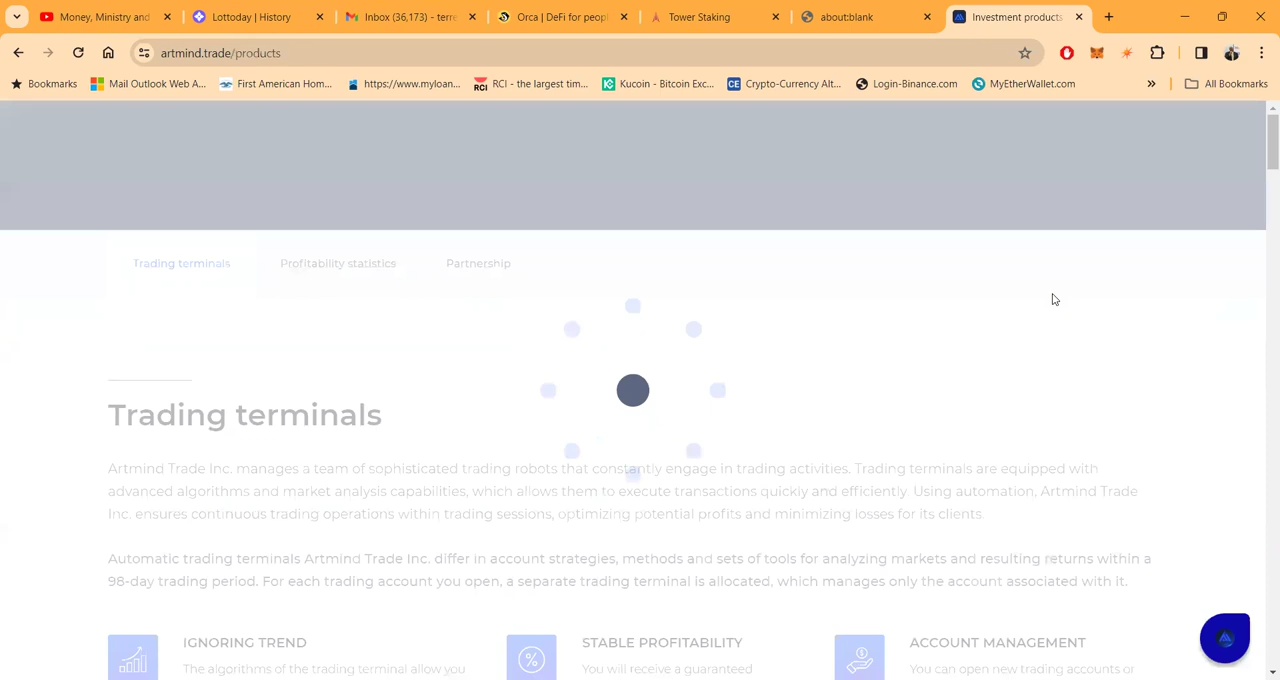 Money, Ministry and
Lottoday | History
Inbox (36,173) - terre
Orca | DeFi for peopl
Tower Staking
about:blank
Investment products
artmind.trade/products
Bookmarks
Mail Outlook Web A...
First American Hom...
https://www.myloan...
RCI - the largest tim...
Kucoin - Bitcoin Exc...
Crypto-Currency Alt...
Login-Binance.com
MyEtherWallet.com
All Bookmarks
Trading terminals
Profitability statistics
Partnership
Trading terminals
Artmind Trade Inc. manages a team of sophisticated trading robots that constantly engage in trading activities. Trading terminals are equipped with
advanced algorithms and market analysis capabilities, which allows them to execute transactions quickly and efficiently. Using automation, Artmind Trade
Inc. ensures continuous trading operations within trading sessions, optimizing potential profits and minimizing losses for its clients.
Automatic trading terminals Artmind Trade Inc. differ in account strategies, methods and sets of tools for analyzing markets and resulting returns within a
98-day trading period. For each trading account you open, a separate trading terminal is allocated, which manages only the account associated with it.
IGNORING TREND
The algorithms of the trading terminal allow you
STABLE PROFITABILITY
You will receive a guaranteed
ACCOUNT MANAGEMENT
You can open new trading accounts or